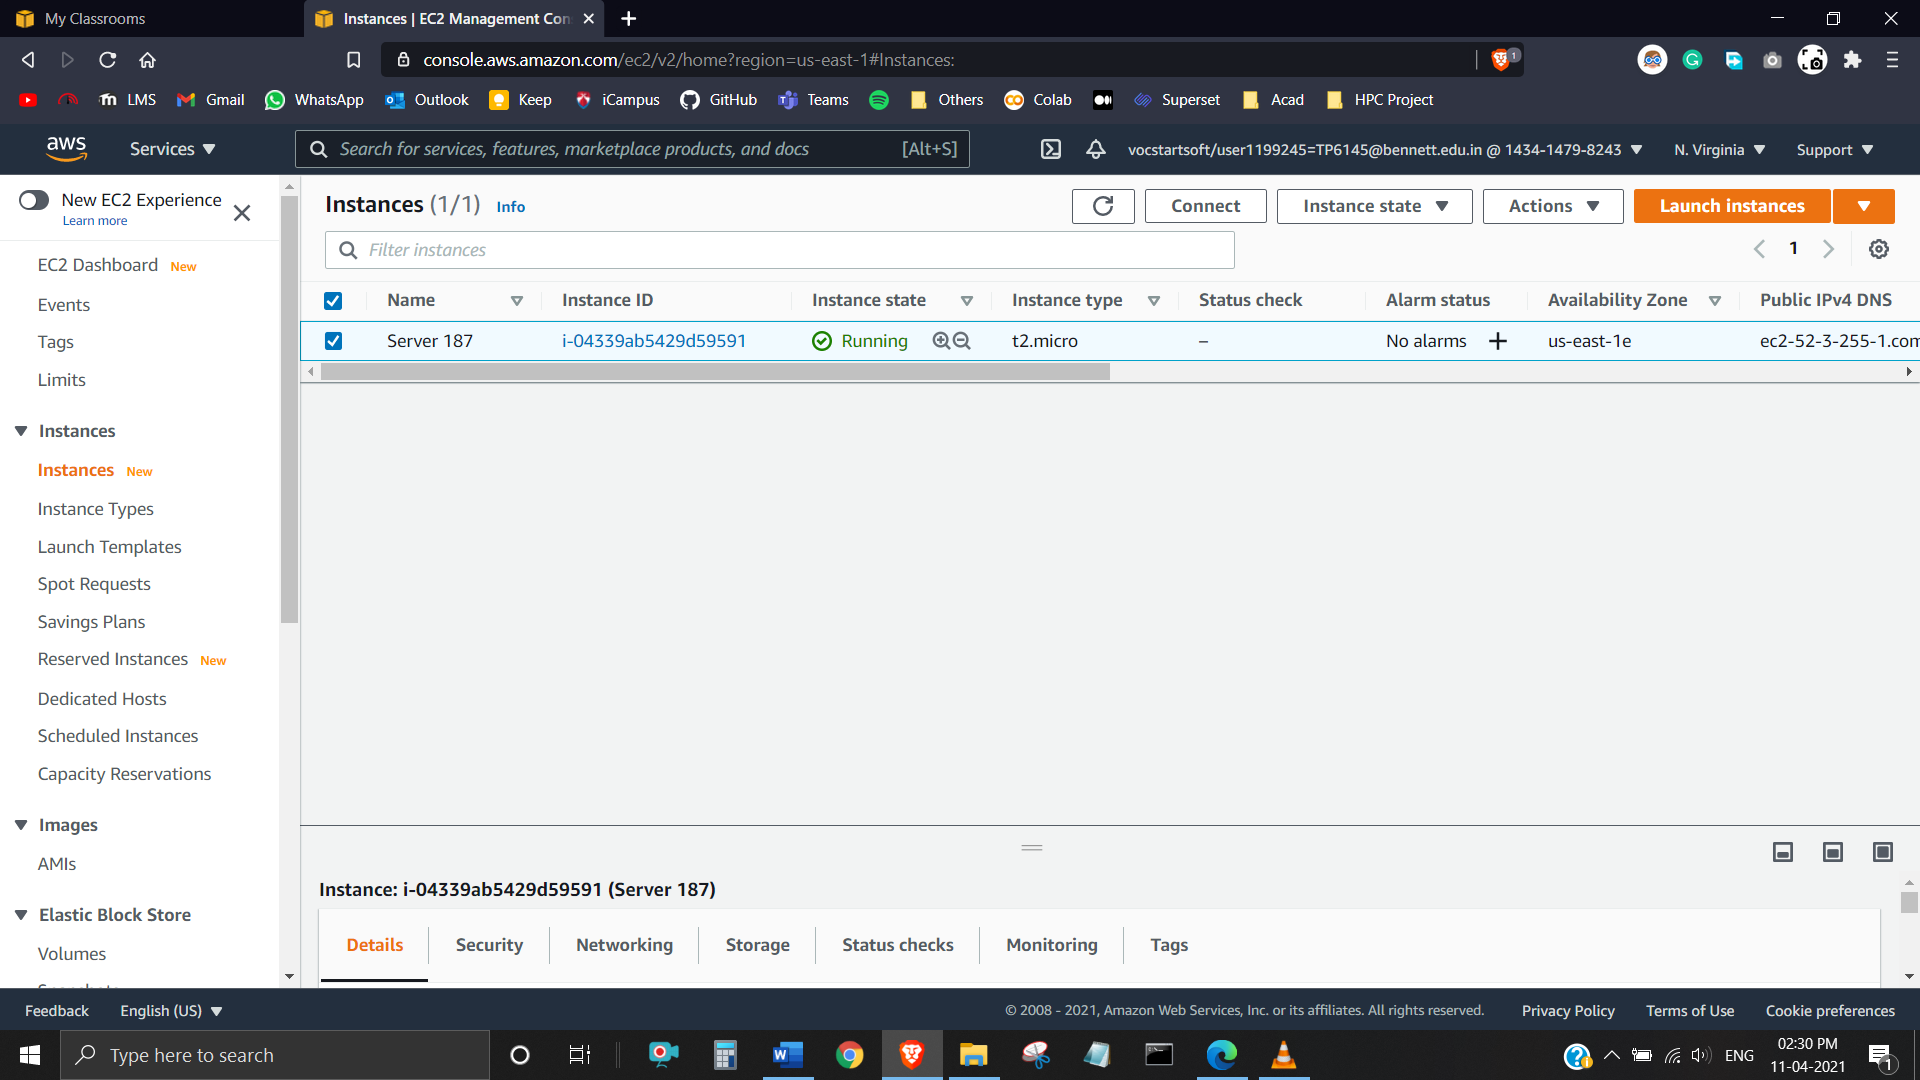 My Classrooms
Instances | EC2 Management Con
console.aws.amazon.com/ec2/v2/home?region=us-east-1#Instances:
1
LMS
Gmail
WhatsApp
Outlook
Keep
iCampus
GitHub
Teams
Others
Colab
Superset
Acad
HPC Project
aws
Services
Search for services, features, marketplace products, and docs
[Alt+S]
vocstartsoft/user1199245=TP6145@bennett.edu.in @ 1434-1479-8243
N. Virginia
Support
New EC2 Experience
Learn more
EC2 Dashboard New
Events
Tags
Limits
Instances
Instances New
Instance Types
Launch Templates
Spot Requests
Savings Plans
Reserved Instances New
Dedicated Hosts
Scheduled Instances
Capacity Reservations
Images
AMIs
Elastic Block Store
Volumes
Instances (1/1) Info
Connect
Instance state
Actions
Launch instances
Filter instances
1
Name Instance ID Instance state Instance type Status check Alarm status Availability Zone Public IPv4 DNS
Server 187 i-04339ab5429d59591 Running t2.micro – No alarms us-east-1e ec2-52-3-255-1.com
Instance: i-04339ab5429d59591 (Server 187)
Details Security Networking Storage Status checks Monitoring Tags
Feedback English (US) © 2008 - 2021, Amazon Web Services, Inc. or its affiliates. All rights reserved. Privacy Policy Terms of Use Cookie preferences
Type here to search
ENG
02:30 PM
11-04-2021
1